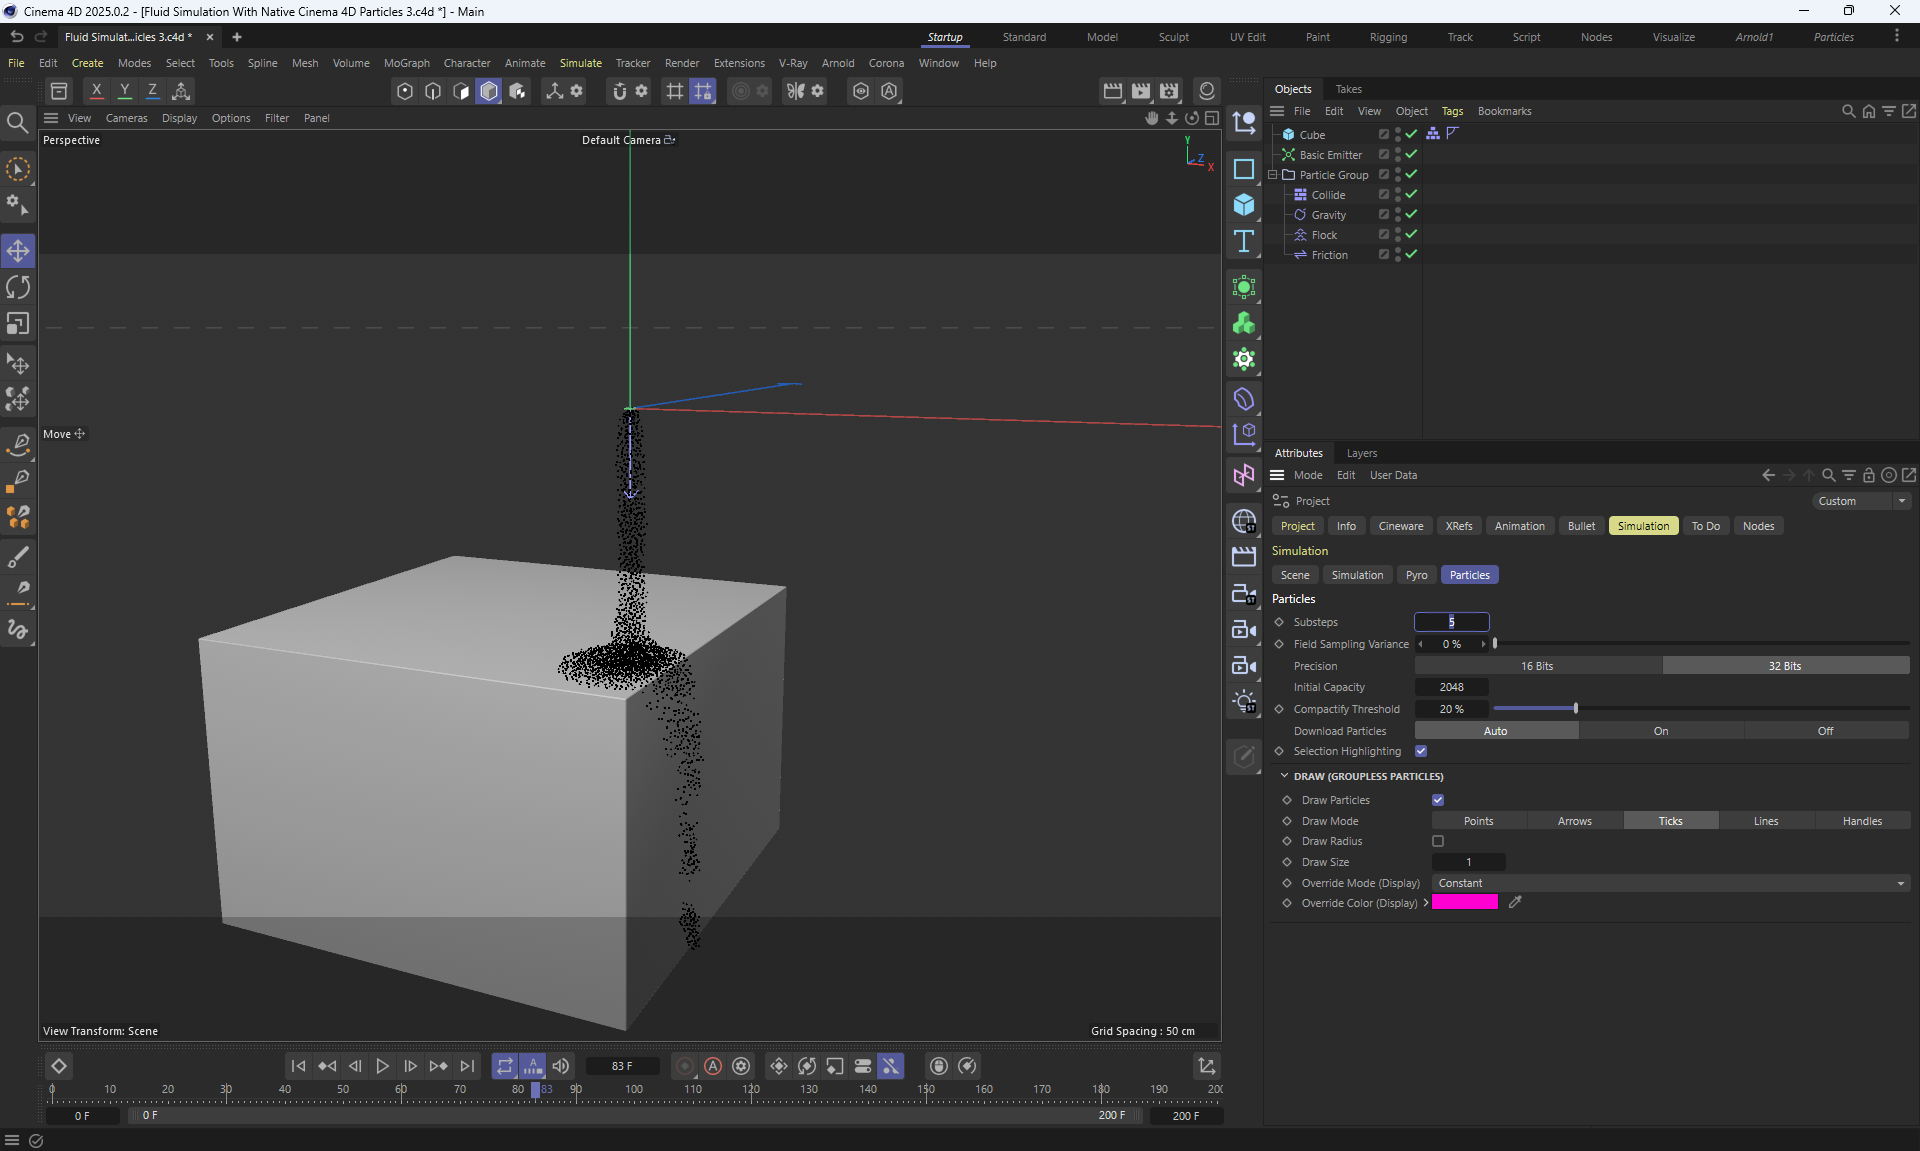 Cinema 4D 2025.0.2 - [Fluid Simulation With Native Cinema 4D Particles 3.c4d *] - Main
Fluid Simulat...icles 3.c4d *
Startup Standard Model Sculpt UV Edit Paint Rigging Track Script Nodes Visualize Arnold1 Particles
File Edit Create Modes Select Tools Spline Mesh Volume MoGraph Character Animate Simulate Tracker Render Extensions V-Ray Arnold Corona Window Help
X Y Z
Objects Takes
File Edit View Object Tags Bookmarks
View Cameras Display Options Filter Panel
Perspective
Default Camera
Y
Z
X
Cube
Basic Emitter
Particle Group
Collide
Gravity
Flock
Friction
Move
Attributes Layers
Mode Edit User Data
Project
Custom
Project Info Cineware XRefs Animation Bullet Simulation To Do Nodes
Simulation
Scene Simulation Pyro Particles
Particles
Substeps 5
Field Sampling Variance 0 %
Precision 16 Bits 32 Bits
Initial Capacity 2048
Compactify Threshold 20 %
Download Particles Auto On Off
Selection Highlighting
DRAW (GROUPLESS PARTICLES)
Draw Particles
Draw Mode Points Arrows Ticks Lines Handles
Draw Radius
Draw Size 1
Override Mode (Display) Constant
Override Color (Display)
View Transform: Scene
Grid Spacing : 50 cm
83 F
0 10 20 30 40 50 60 70 80 83 90 100 110 120 130 140 150 160 170 180 190 200
0 F 0 F 200 F 200 F